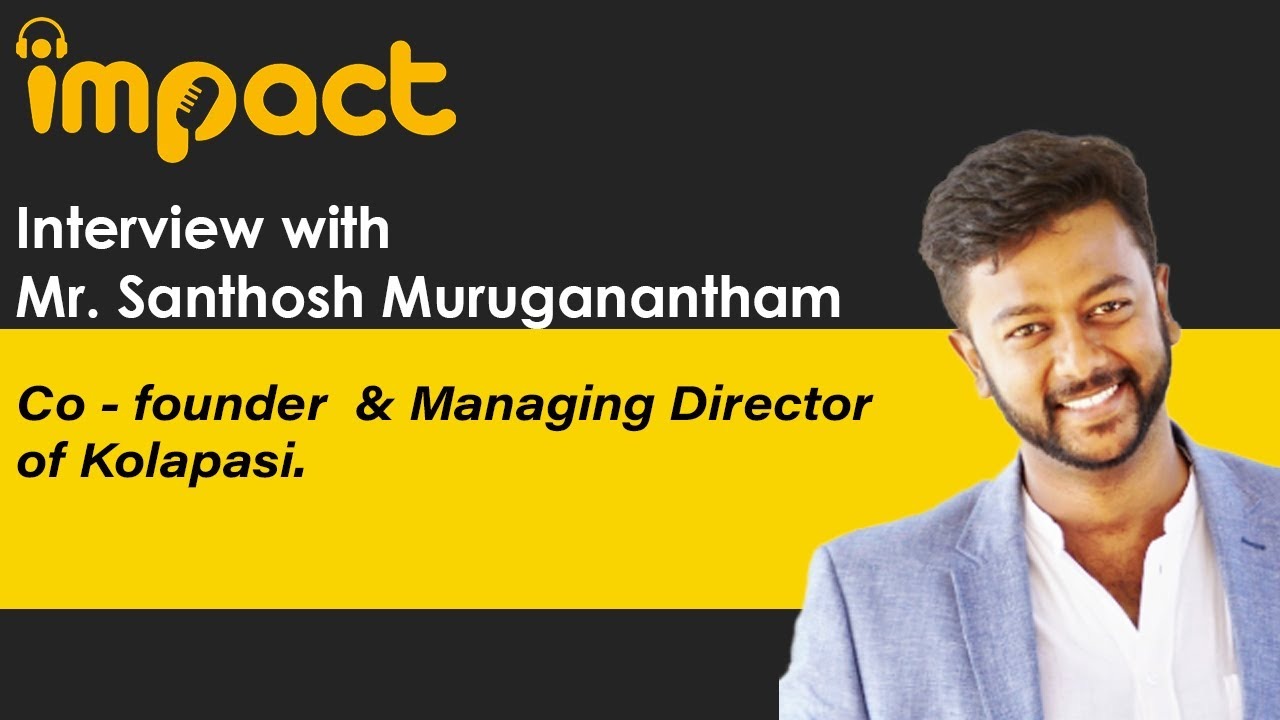 impact
Interview with
Mr. Santhosh Muruganantham
Co - founder & Managing Director
of Kolapasi.